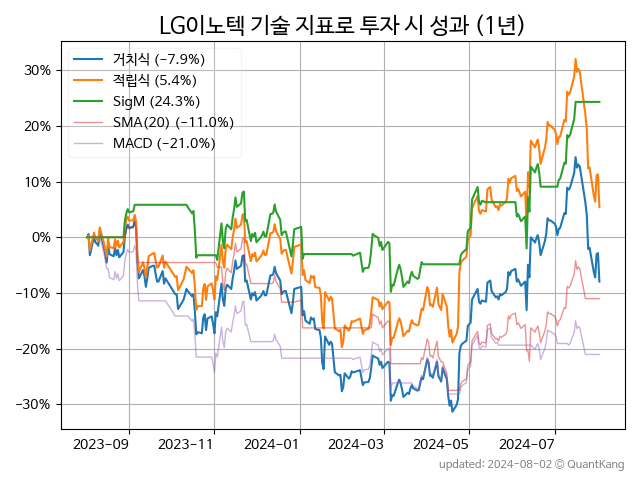 LG이노텍 기술 지표로 투자 시 성과 (1년)
거치식 (−7.9%)
적립식 (5.4%)
SigM (24.3%)
SMA(20) (−11.0%)
MACD (−21.0%)
30%
20%
10%
0%
−10%
−20%
−30%
2023-09
2023-11
2024-01
2024-03
2024-05
2024-07
updated: 2024-08-02 © QuantKang